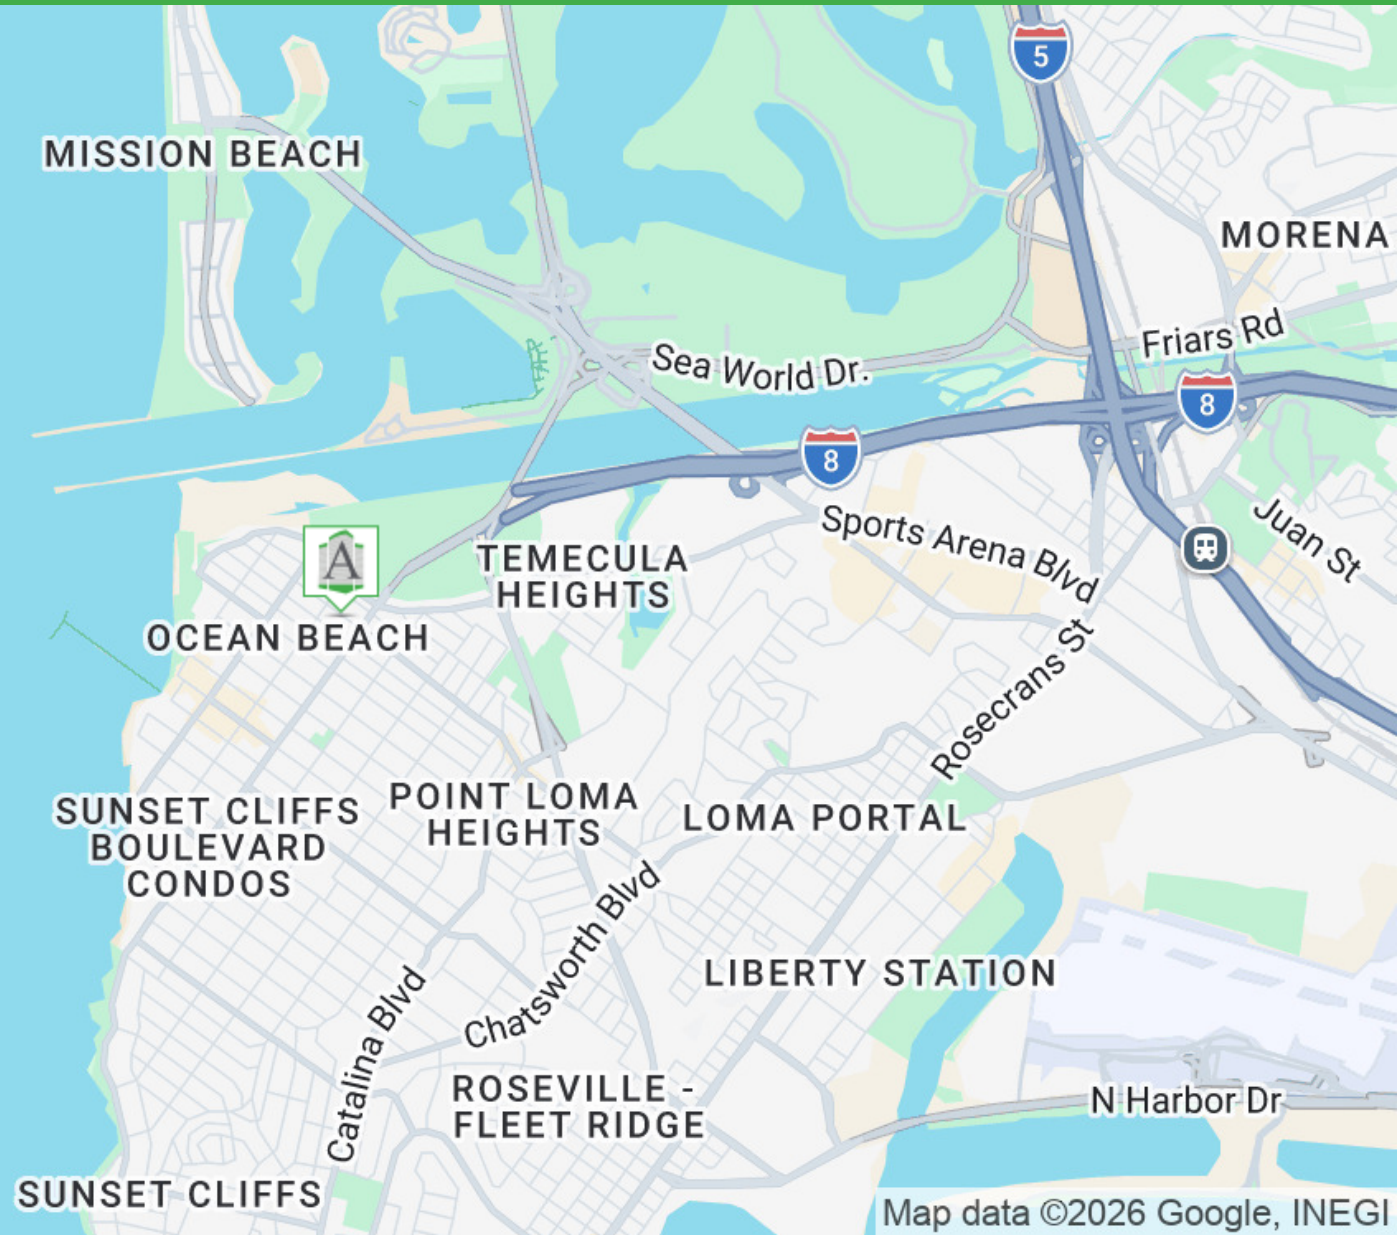 5
MISSION BEACH
MORENA
Friars Rd
Sea World Dr.
8
8
Sports Arena Blvd
Juan St
A
TEMECULA
HEIGHTS
OCEAN BEACH
Rosecrans St
SUNSET CLIFFS
BOULEVARD
CONDOS
POINT LOMA
HEIGHTS
LOMA PORTAL
Chatsworth Blvd
LIBERTY STATION
Catalina Blvd
ROSEVILLE -
FLEET RIDGE
N Harbor Dr
SUNSET CLIFFS
Map data ©2026 Google, INEGI